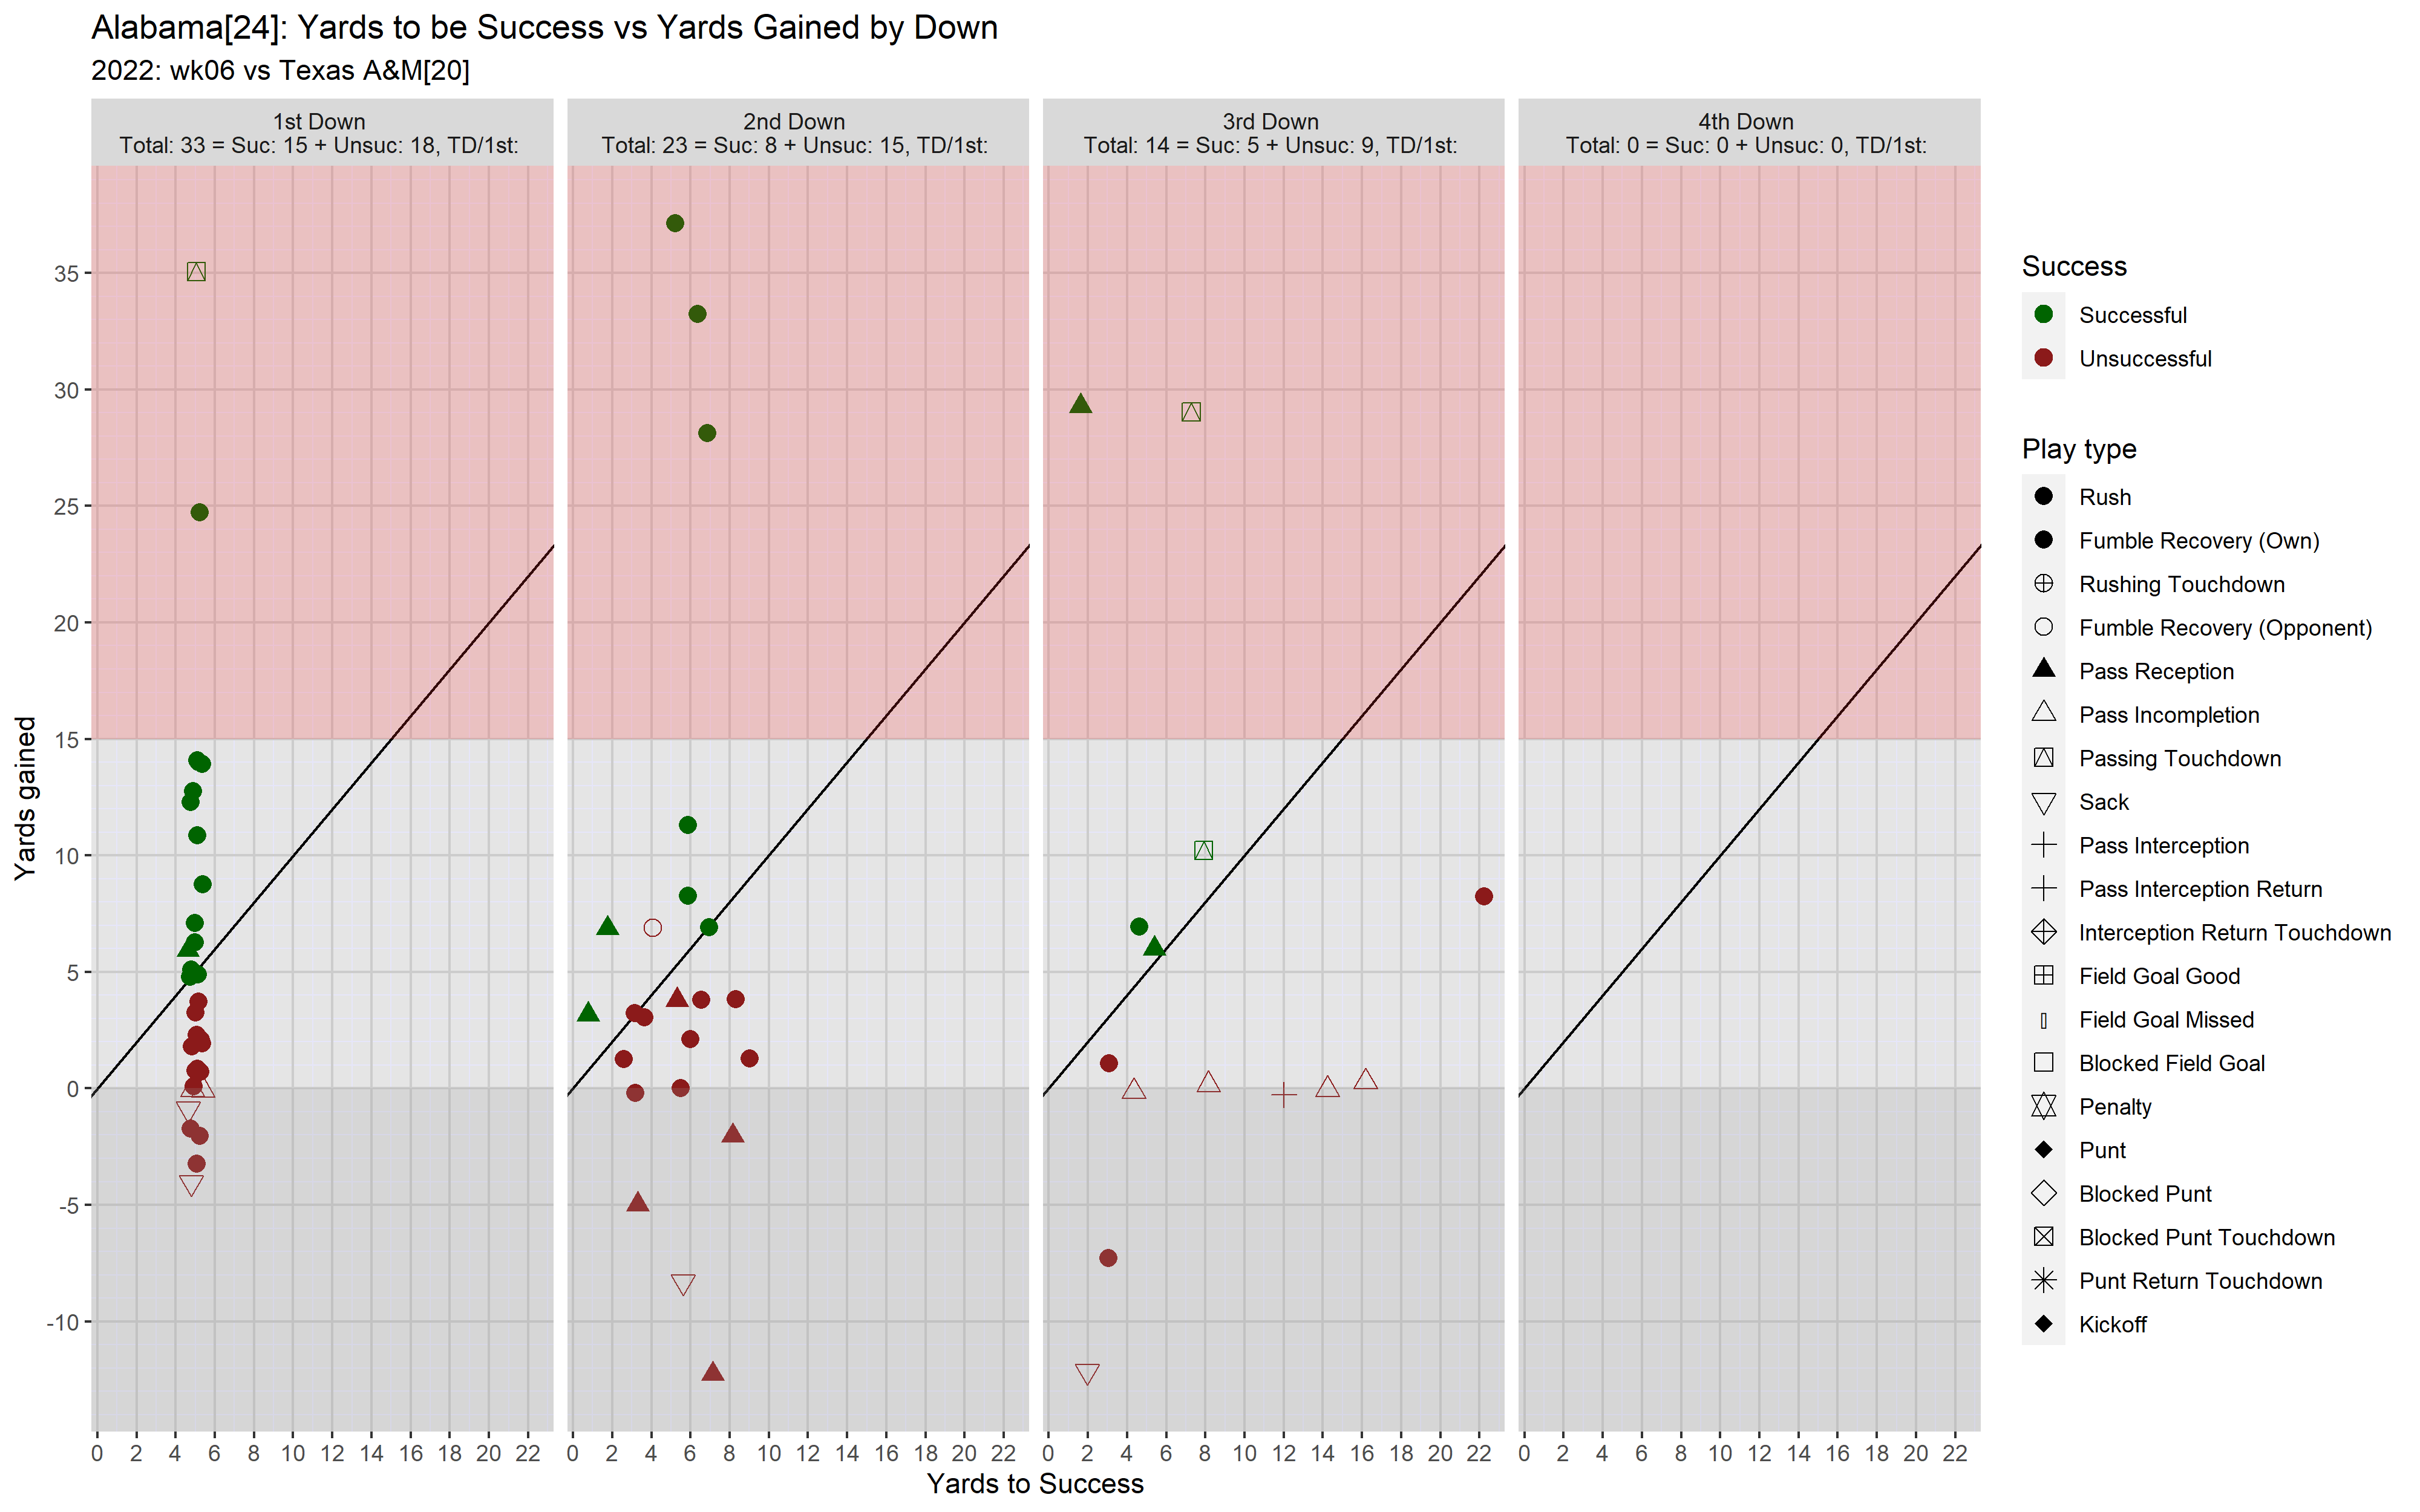 Alabama[24]: Yards to be Success vs Yards Gained by Down
2022: wk06 vs Texas A&M[20]
1st Down
Total: 33 = Suc: 15 + Unsuc: 18, TD/1st:
2nd Down
Total: 23 = Suc: 8 + Unsuc: 15, TD/1st:
3rd Down
Total: 14 = Suc: 5 + Unsuc: 9, TD/1st:
4th Down
Total: 0 = Suc: 0 + Unsuc: 0, TD/1st:
Yards gained
35
30
25
20
15
10
5
0
-5
-10
0 2 4 6 8 10 12 14 16 18 20 22
0 2 4 6 8 10 12 14 16 18 20 22
0 2 4 6 8 10 12 14 16 18 20 22
0 2 4 6 8 10 12 14 16 18 20 22
Yards to Success
Success
Successful
Unsuccessful
Play type
Rush
Fumble Recovery (Own)
Rushing Touchdown
Fumble Recovery (Opponent)
Pass Reception
Pass Incompletion
Passing Touchdown
Sack
Pass Interception
Pass Interception Return
Interception Return Touchdown
Field Goal Good
Field Goal Missed
Blocked Field Goal
Penalty
Punt
Blocked Punt
Blocked Punt Touchdown
Punt Return Touchdown
Kickoff